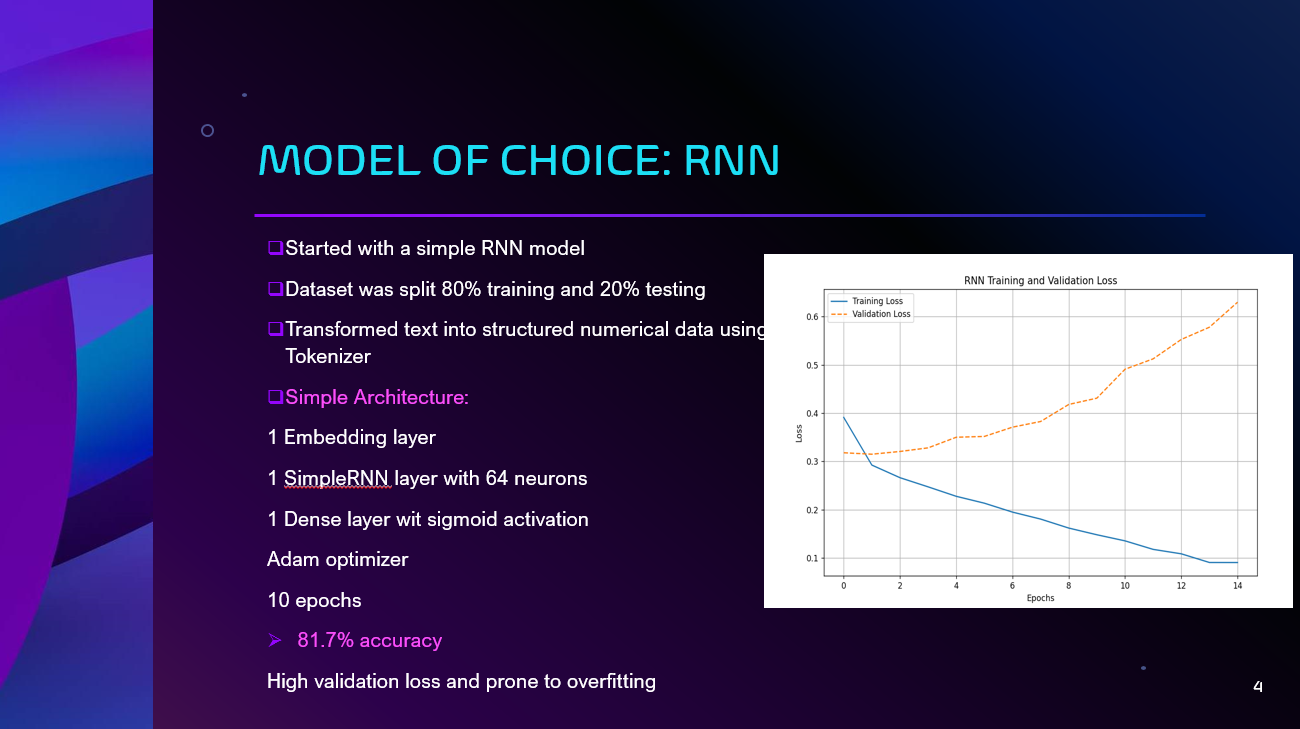 MODEL OF CHOICE: RNN
Started with a simple RNN model
Dataset was split 80% training and 20% testing
Transformed text into structured numerical data using
Tokenizer
Simple Architecture:
1 Embedding layer
1 SimpleRNN layer with 64 neurons
1 Dense layer wit sigmoid activation
Adam optimizer
10 epochs
81.7% accuracy
High validation loss and prone to overfitting
RNN Training and Validation Loss
Training Loss
Validation Loss
0.6
0.5
0.4
0.3
0.2
0.1
Loss
0 2 4 6 8 10 12 14
Epochs
4